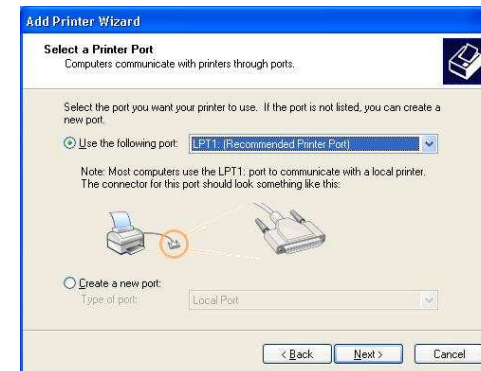 Add Printer Wizard
Select a Printer Port
Computers communicate with printers through ports.
Select the port you want your printer to use. If the port is not listed, you can create a
new port.
Use the following port:
LPT1: (Recommended Printer Port)
Note: Most computers use the LPT1: port to communicate with a local printer.
The connector for this port should look something like this:
Create a new port:
Type of port:
Local Port
< Back
Next >
Cancel